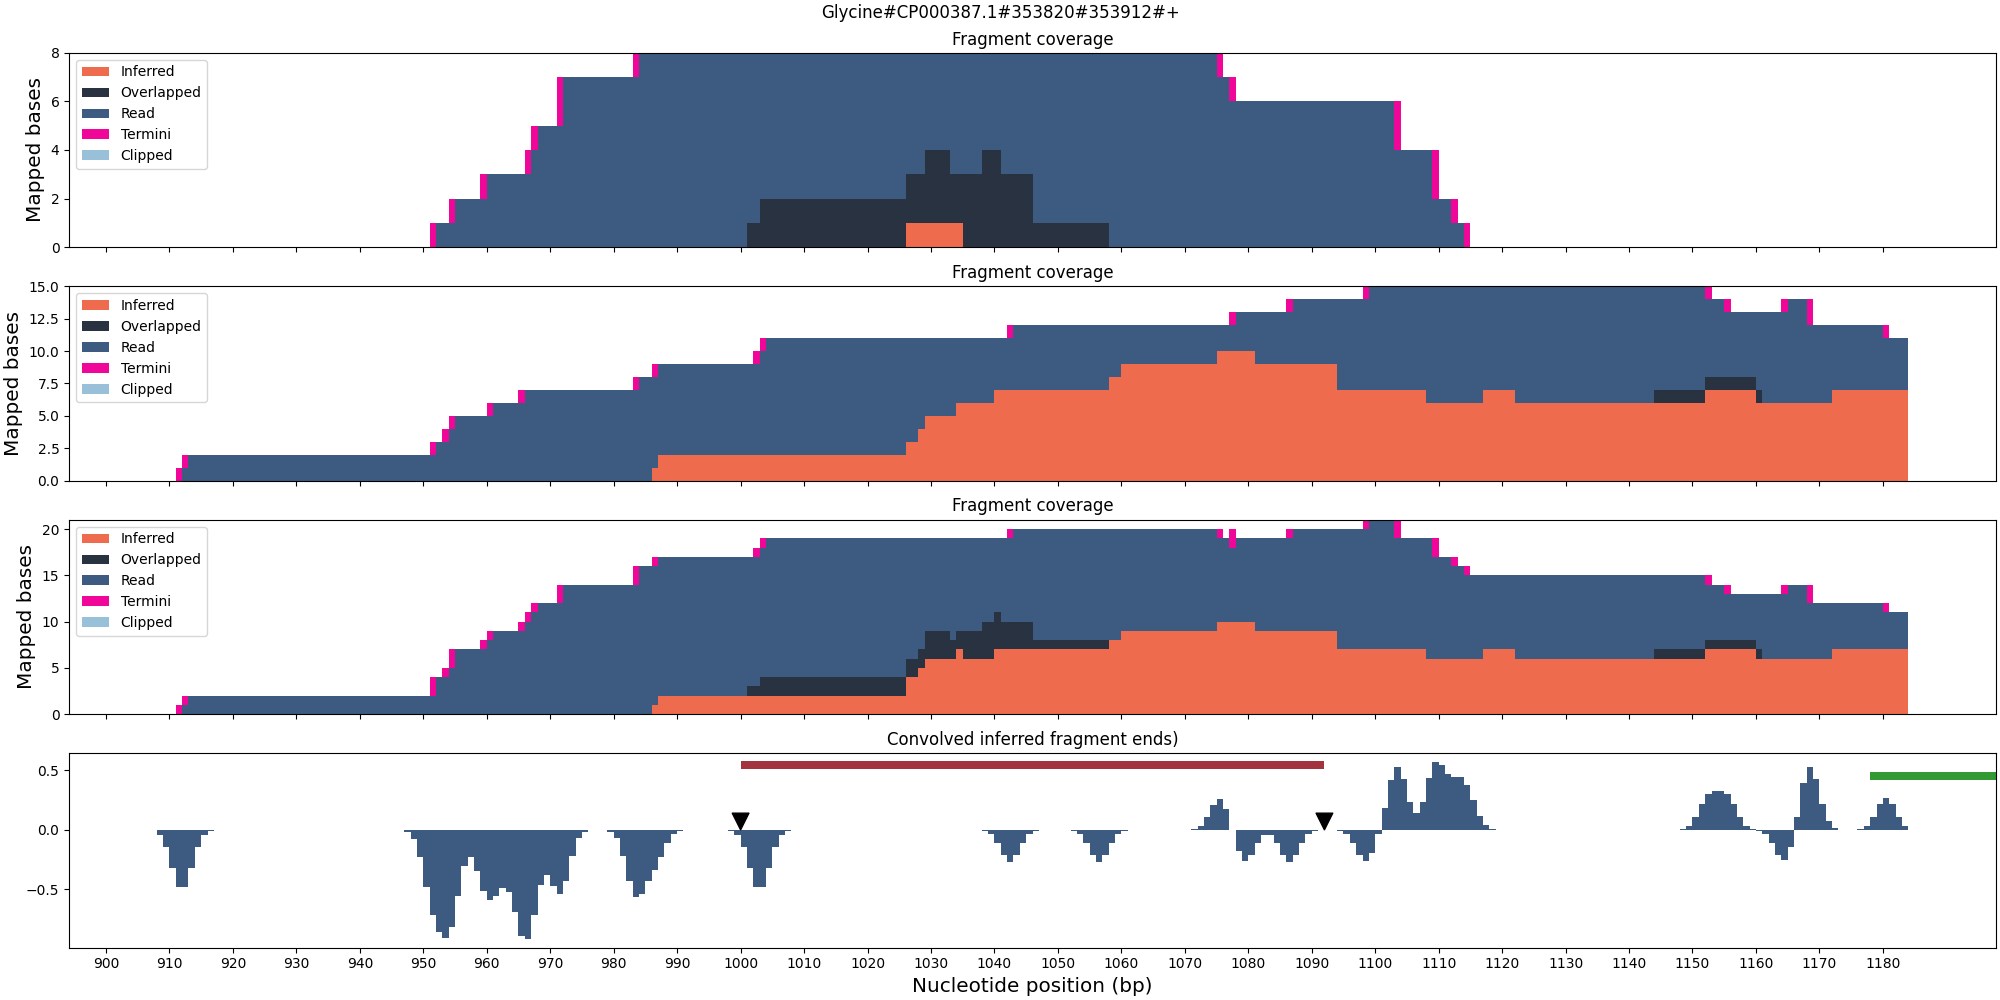 Glycine#CP000387.1#353820#353912#+
Fragment coverage
Mapped bases
8
6
4
2
0
Inferred
Overlapped
Read
Termini
Clipped
Fragment coverage
Mapped bases
15.0
12.5
10.0
7.5
5.0
2.5
0.0
Inferred
Overlapped
Read
Termini
Clipped
Fragment coverage
Mapped bases
20
15
10
5
0
Inferred
Overlapped
Read
Termini
Clipped
Convolved inferred fragment ends)
0.5
0.0
−0.5
900 910 920 930 940 950 960 970 980 990 1000 1010 1020 1030 1040 1050 1060 1070 1080 1090 1100 1110 1120 1130 1140 1150 1160 1170 1180
Nucleotide position (bp)